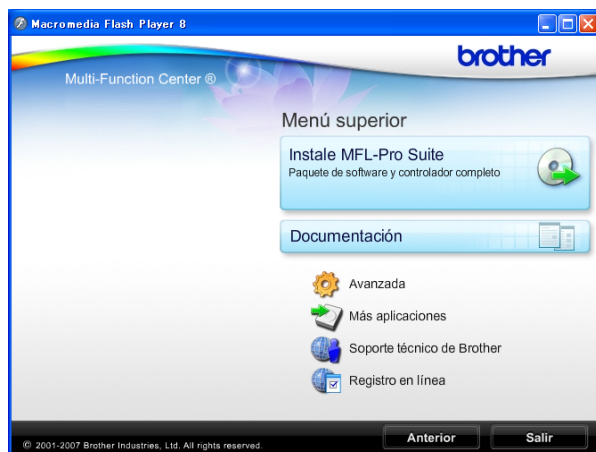 Macromedia Flash Player 8
brother
Multi-Function Center ®
Menú superior
Instale MFL-Pro Suite
Paquete de software y controlador completo
Documentación
Avanzada
Más aplicaciones
Soporte técnico de Brother
Registro en línea
© 2001-2007 Brother Industries, Ltd. All rights reserved.
Anterior
Salir